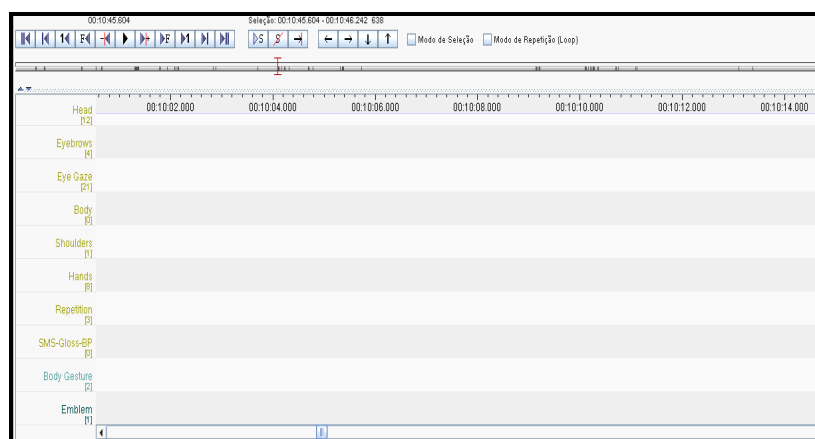 00:10:45.604 Seleção: 00:10:45.604 - 00:10:46.242 638
1 F F 1 S S Modo de Seleção Modo de Repetição (Loop)
00:10:02.000 00:10:04.000 00:10:06.000 00:10:08.000 00:10:10.000 00:10:12.000 00:10:14.000
Head
[12]
Eyebrows
[4]
Eye Gaze
[21]
Body
[0]
Shoulders
[1]
Hands
[8]
Repetition
[3]
SMS-Gloss-BP
[0]
Body Gesture
[2]
Emblem
[1]